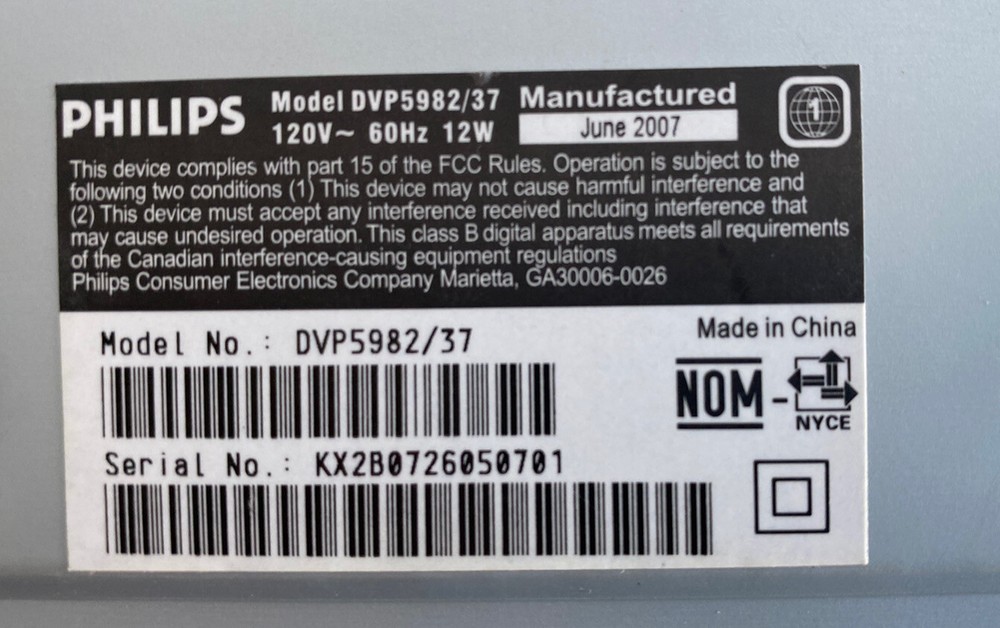 PHILIPS Model DVP5982/37 Manufactured
120V~ 60Hz 12W June 2007
1
This device complies with part 15 of the FCC Rules. Operation is subject to the
following two conditions (1) This device may not cause harmful interference and
(2) This device must accept any interference received including interference that
may cause undesired operation. This class B digital apparatus meets all requirements
of the Canadian interference-causing equipment regulations
Philips Consumer Electronics Company Marietta, GA30006-0026
Made in China
Model No.: DVP5982/37
NOM-
NYCE
Serial No.: KX2B0726050701